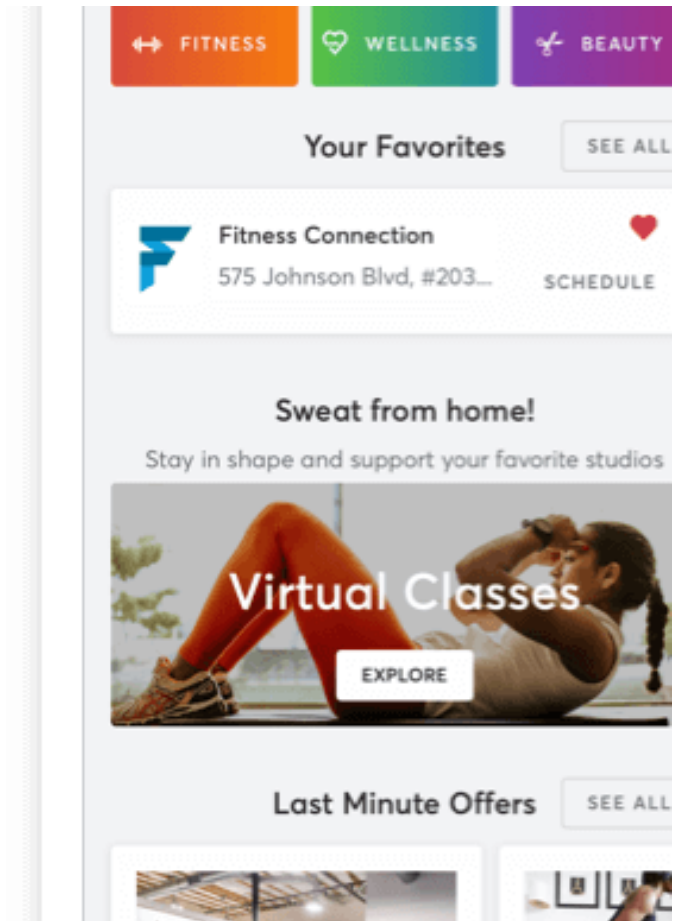 FITNESS
WELLNESS
BEAUTY
Your Favorites
SEE ALL
Fitness Connection
575 Johnson Blvd, #203...
SCHEDULE
Sweat from home!
Stay in shape and support your favorite studios
Virtual Classes
EXPLORE
Last Minute Offers
SEE ALL